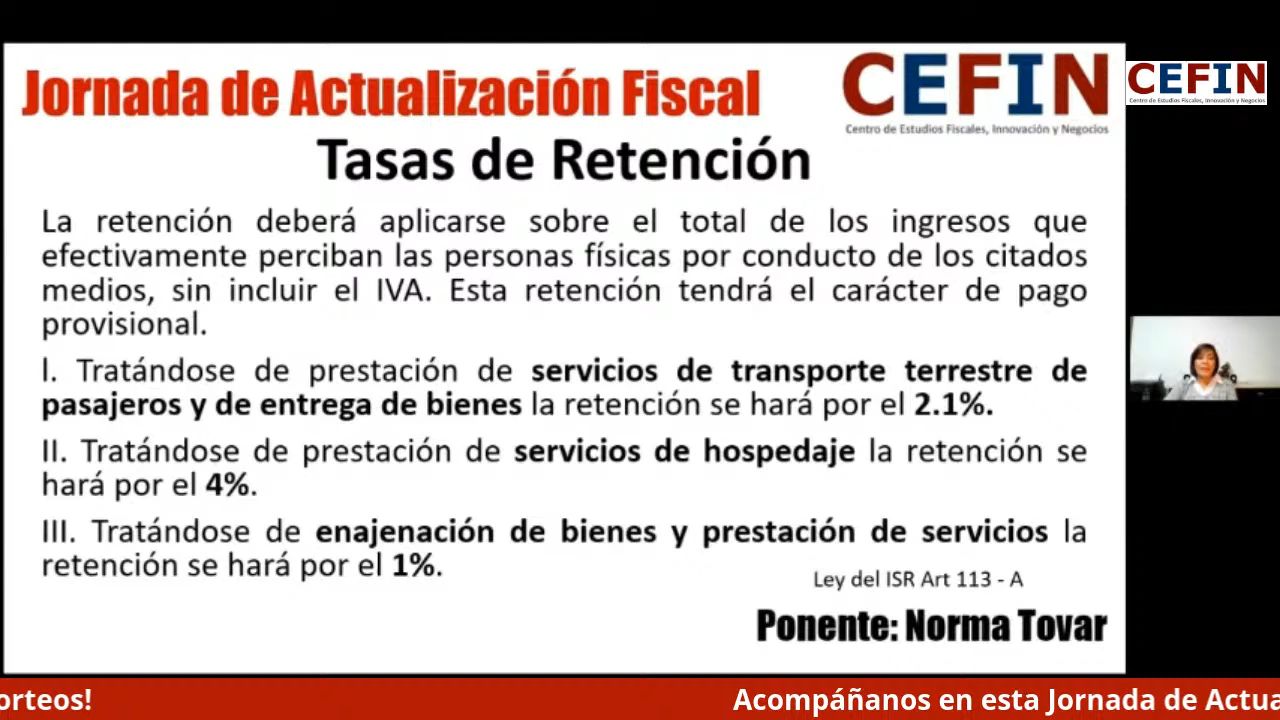 Jornada de Actualización Fiscal
CEFIN
Centro de Estudios Fiscales, Innovación y Negocios
CEFIN
Centro de Estudios Fiscales, Innovación y Negocios
Tasas de Retención
La retención deberá aplicarse sobre el total de los ingresos que
efectivamente perciban las personas físicas por conducto de los citados
medios, sin incluir el IVA. Esta retención tendrá el carácter de pago
provisional.
I. Tratándose de prestación de servicios de transporte terrestre de
pasajeros y de entrega de bienes la retención se hará por el 2.1%.
II. Tratándose de prestación de servicios de hospedaje la retención se
hará por el 4%.
III. Tratándose de enajenación de bienes y prestación de servicios la
retención se hará por el 1%.
Ley del ISR Art 113 - A
Ponente: Norma Tovar
orteos! Acompáñanos en esta Jornada de Actua